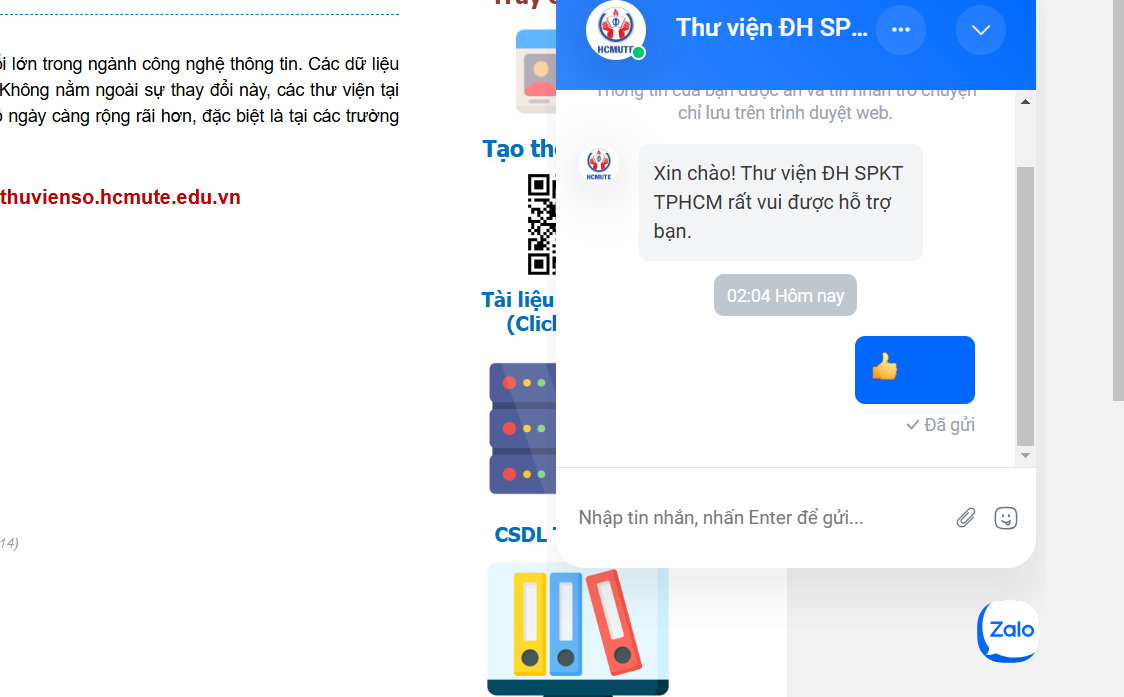 lớn trong ngành công nghệ thông tin. Các dữ liệu
Không nằm ngoài sự thay đổi này, các thư viện tại
ngày càng rộng rãi hơn, đặc biệt là tại các trường
thuvienso.hcmute.edu.vn
14)
Tạo
Tài liệu
CSDL
HCMUTE
Thư viện ĐH SP...
Thông tin của bạn được ẩn và tin nhắn trò chuyện
chỉ lưu trên trình duyệt web.
HCMUTE
Xin chào! Thư viện ĐH SPKT
TPHCM rất vui được hỗ trợ
bạn.
02:04 Hôm nay
Đã gửi
Nhập tin nhắn, nhấn Enter để gửi...
Zalo